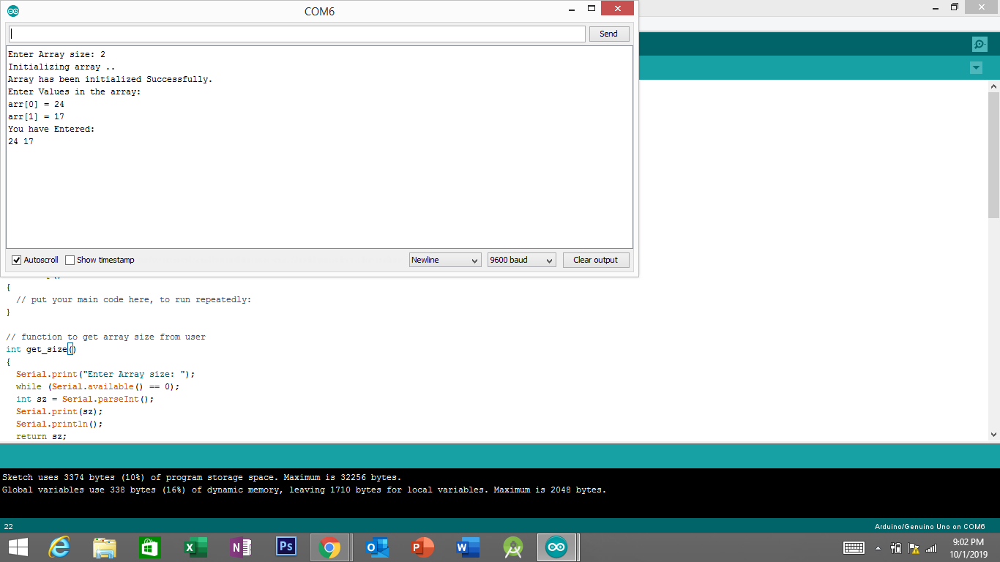 COM6
Send
Enter Array size: 2
Initializing array ..
Array has been initialized Successfully.
Enter Values in the array:
arr[0] = 24
arr[1] = 17
You have Entered:
24 17
Autoscroll
Show timestamp
Newline
9600 baud
Clear output
{
// put your main code here, to run repeatedly:
}
// function to get array size from user
int get_size()
{
Serial.print("Enter Array size: ");
while (Serial.available() == 0);
int sz = Serial.parseInt();
Serial.print(sz);
Serial.println();
return sz;
Sketch uses 3374 bytes (10%) of program storage space. Maximum is 32256 bytes.
Global variables use 338 bytes (16%) of dynamic memory, leaving 1710 bytes for local variables. Maximum is 2048 bytes.
22
Arduino/Genuino Uno on COM6
X
N
Ps
O
P
W
9:02 PM
10/1/2019